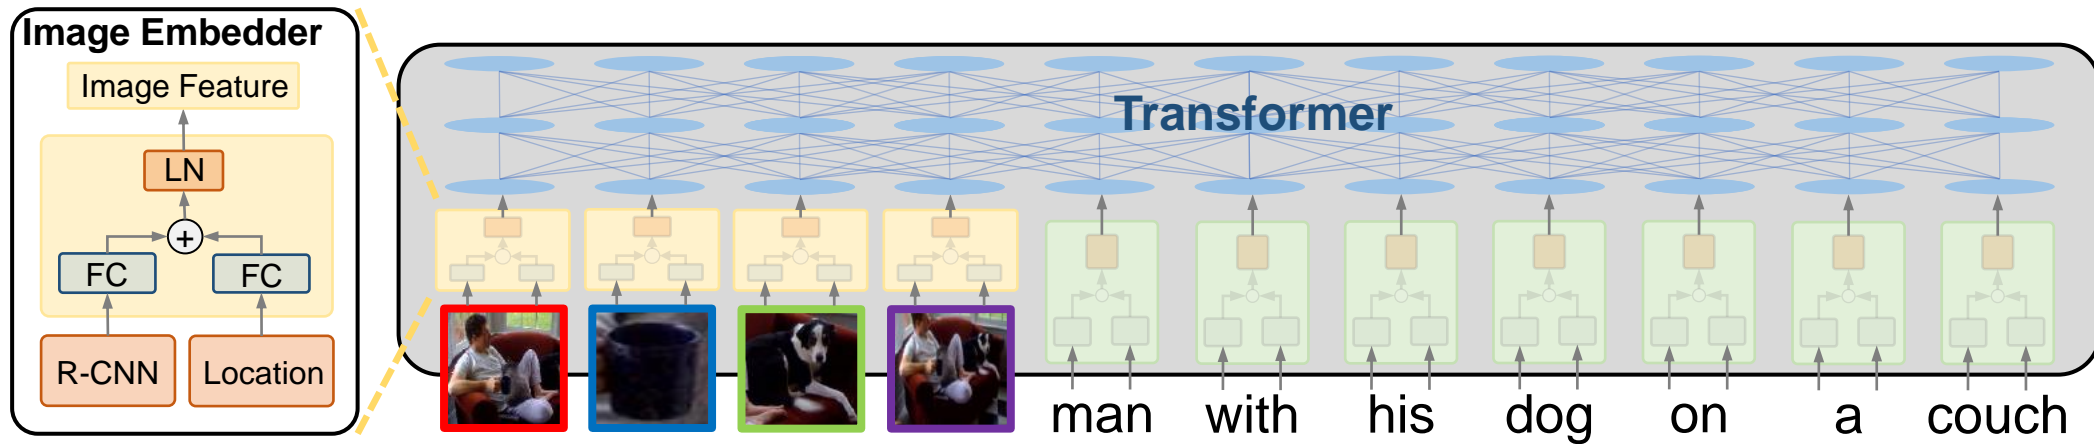 Image Embedder
Image Feature
LN
+
FC FC
R-CNN Location
Transformer
man with his dog on a couch